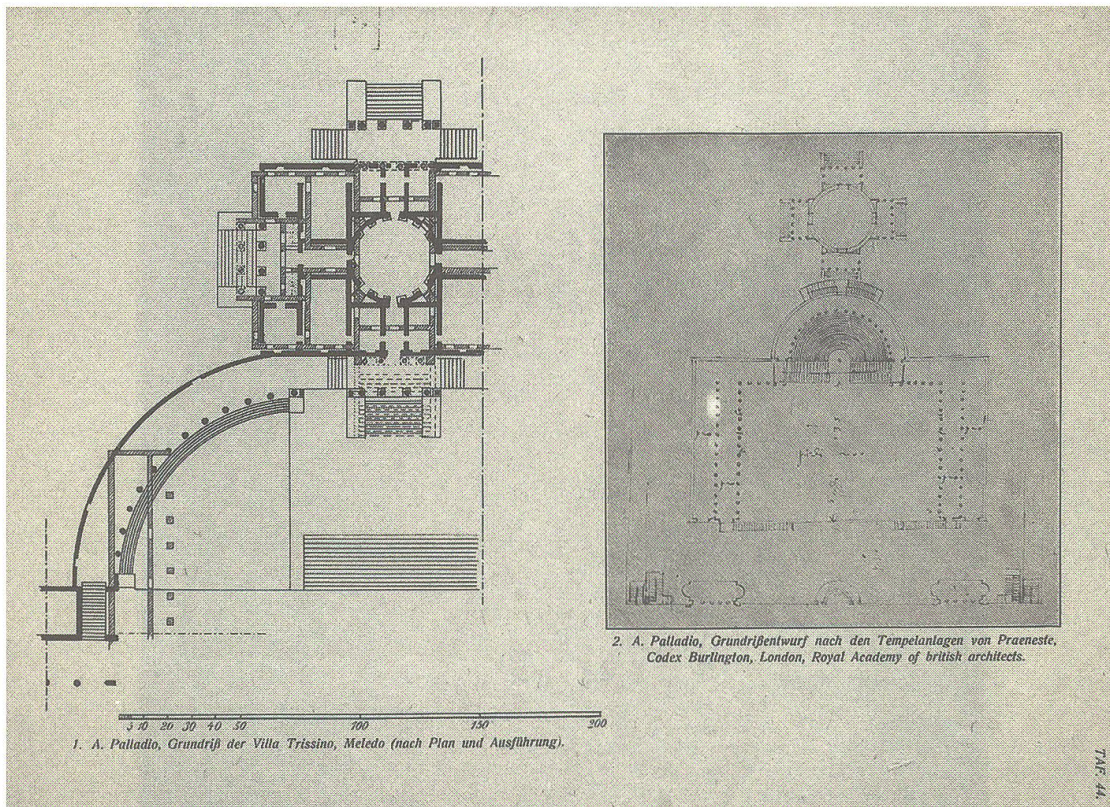 5 10 20 30 40 50 100 150 200
1. A. Palladio, Grundriß der Villa Trissino, Meledo (nach Plan und Ausführung).
2. A. Palladio, Grundrißentwurf nach den Tempelanlagen von Praeneste,
Codex Burlington, London, Royal Academy of british architects.
TAF. 44.